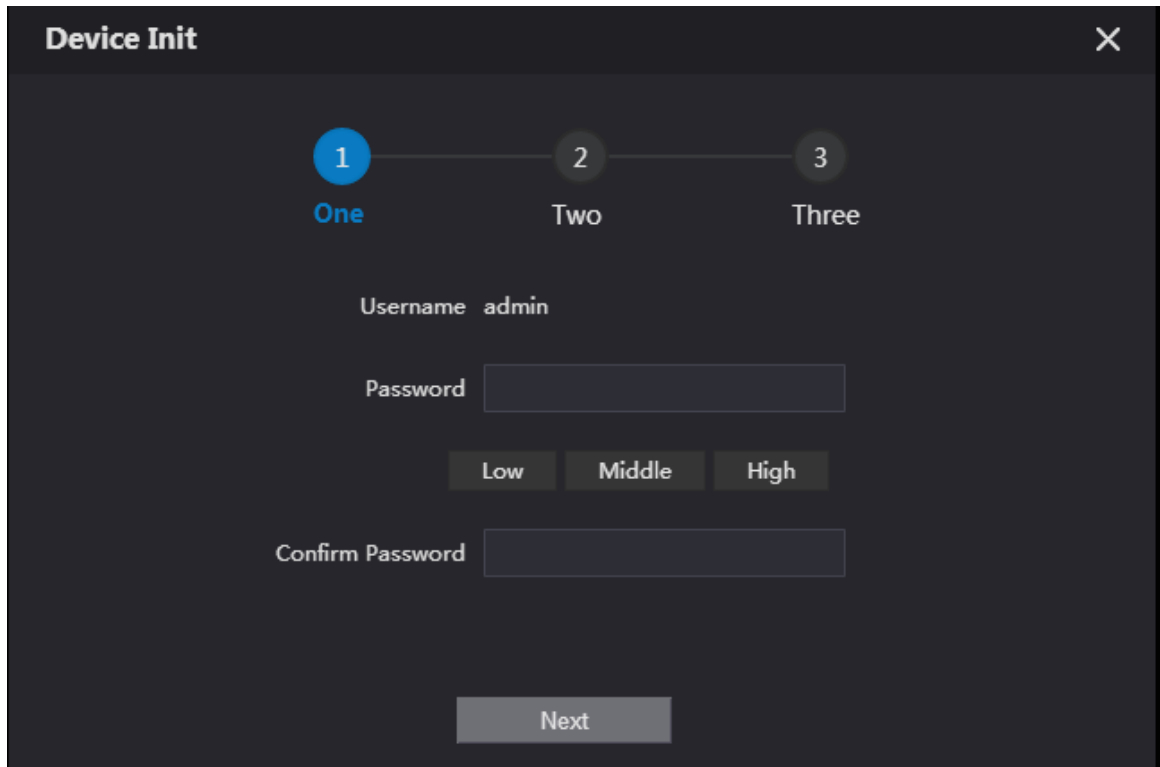 Device Init
1 2 3
One Two Three
Username admin
Password
Low Middle High
Confirm Password
Next